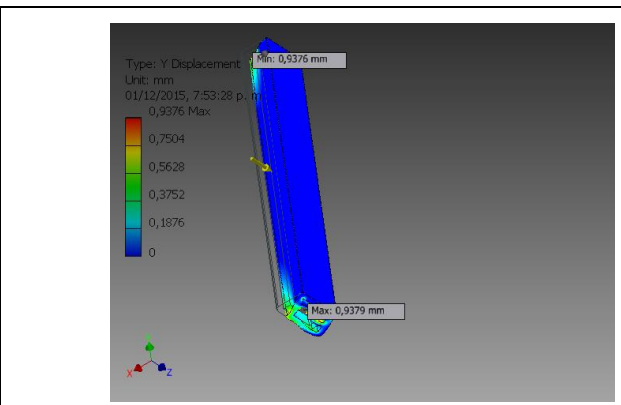 Type: Y Displacement
Min: 0,9376 mm
Unit: mm
01/12/2015, 7:53:28 p. m
0,9376 Max
0,7504
0,5628
0,3752
0,1876
0
Max: 0,9379 mm
X
Z